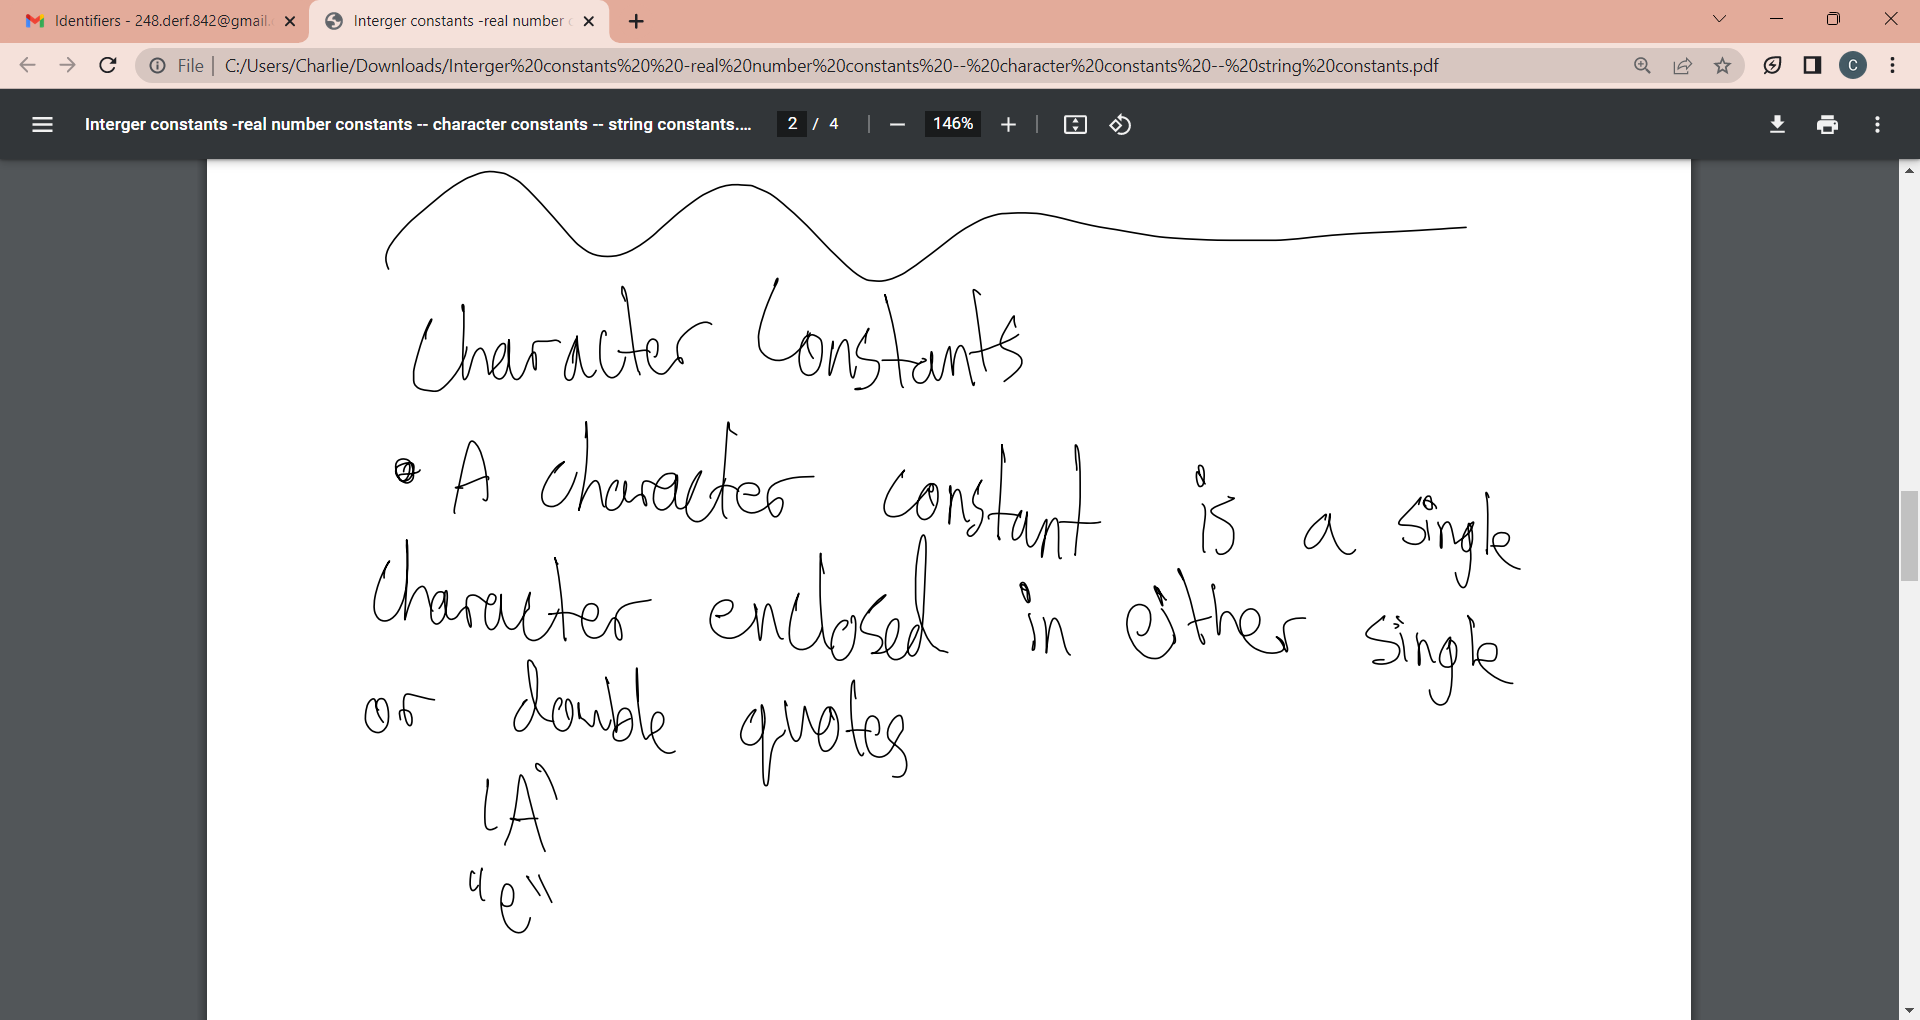 Identifiers - 248.derf.842@gmail.
Interger constants -real number c
File
C:/Users/Charlie/Downloads/Interger%20constants%20%20-real%20number%20constants%20--%20character%20constants%20--%20string%20constants.pdf
C
Interger constants -real number constants -- character constants -- string constants....
2 / 4
146%
Character Constants
• A character constant is a single
character enclosed in either single
or double quotes
'A'
"e"